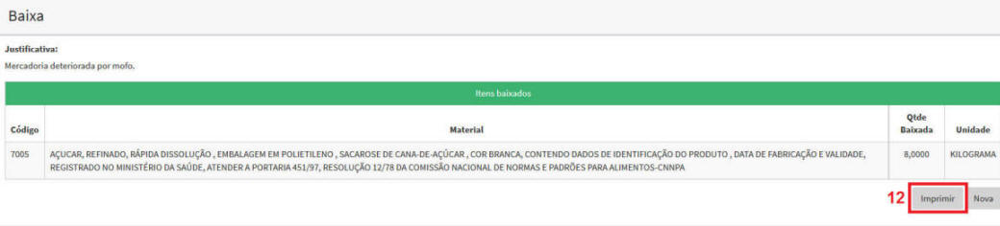 Baixa
Justificativa:
Mercadoria deteriorada por mofo.
Itens baixados
Código
Material
Qtde
Baixada
Unidade
7005
AÇUCAR, REFINADO, RÁPIDA DISSOLUÇÃO , EMBALAGEM EM POLIETILENO , SACAROSE DE CANA-DE-AÇÚCAR , COR BRANCA, CONTENDO DADOS DE IDENTIFICAÇÃO DO PRODUTO , DATA DE FABRICAÇÃO E VALIDADE,
REGISTRADO NO MINISTÉRIO DA SAÚDE, ATENDER A PORTARIA 451/97, RESOLUÇÃO 12/78 DA COMISSÃO NACIONAL DE NORMAS E PADRÕES PARA ALIMENTOS-CNNPA
8,0000
KILOGRAMA
12
Imprimir
Nova